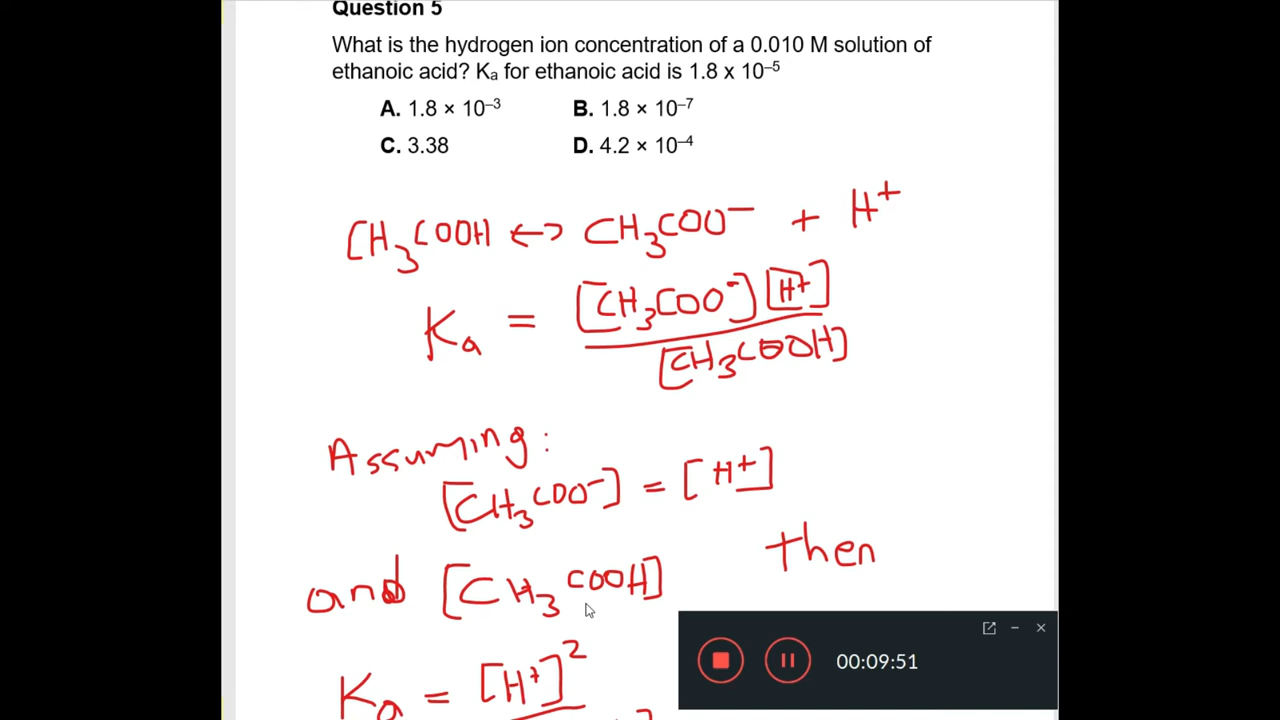 Question 5
What is the hydrogen ion concentration of a 0.010 M solution of
ethanoic acid? Kₐ for ethanoic acid is 1.8 x 10⁻⁵
A. 1.8 × 10⁻³ B. 1.8 × 10⁻⁷
C. 3.38 D. 4.2 × 10⁻⁴
CH₃COOH ↔ CH₃COO⁻ + H⁺
Kₐ = [CH₃COO⁻][H⁺]
[CH₃COOH]
Assuming:
[CH₃COO⁻] = [H⁺]
and [CH₃COOH] then
Kₐ = [H⁺]²
00:09:51